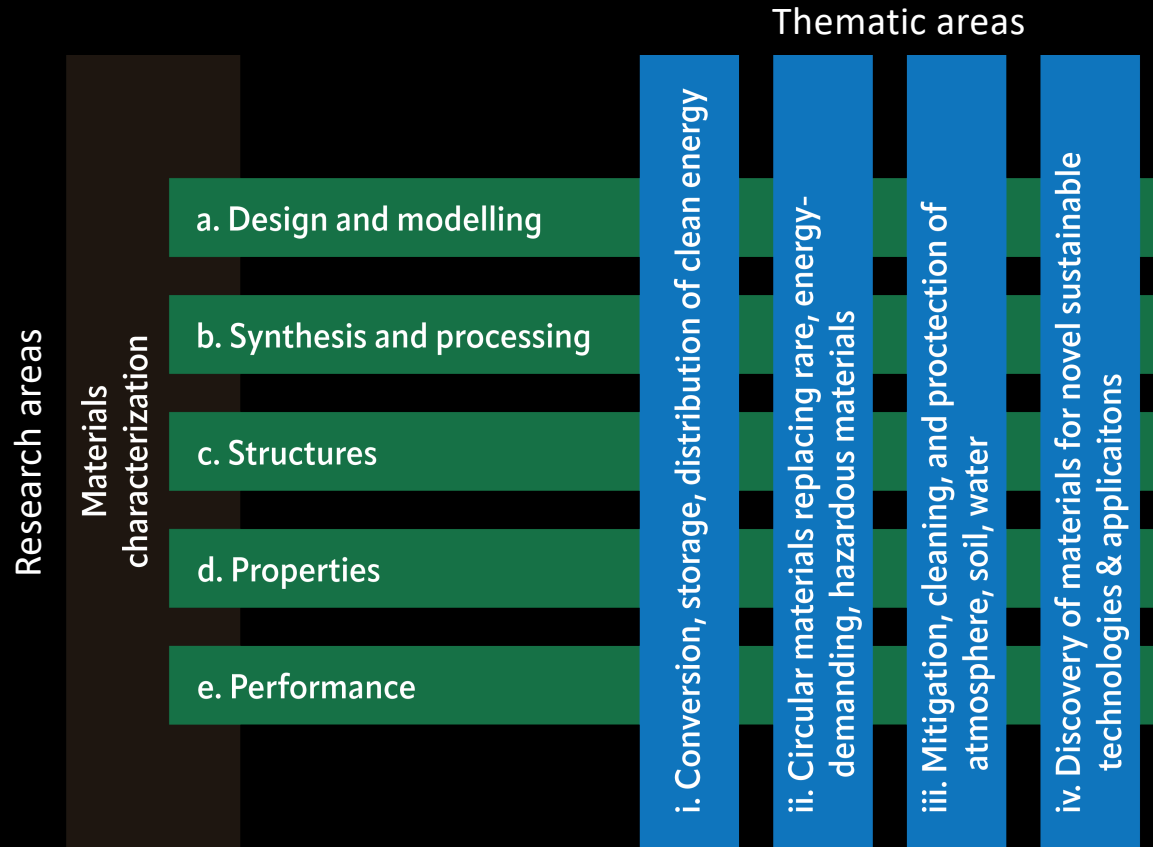 Thematic areas
Research areas
Materials
characterization
a. Design and modelling
b. Synthesis and processing
c. Structures
d. Properties
e. Performance
i. Conversion, storage, distribution of clean energy
ii. Circular materials replacing rare, energy-
demanding, hazardous materials
iii. Mitigation, cleaning, and proctection of
atmosphere, soil, water
iv. Discovery of materials for novel sustainable
technologies & applicaitons